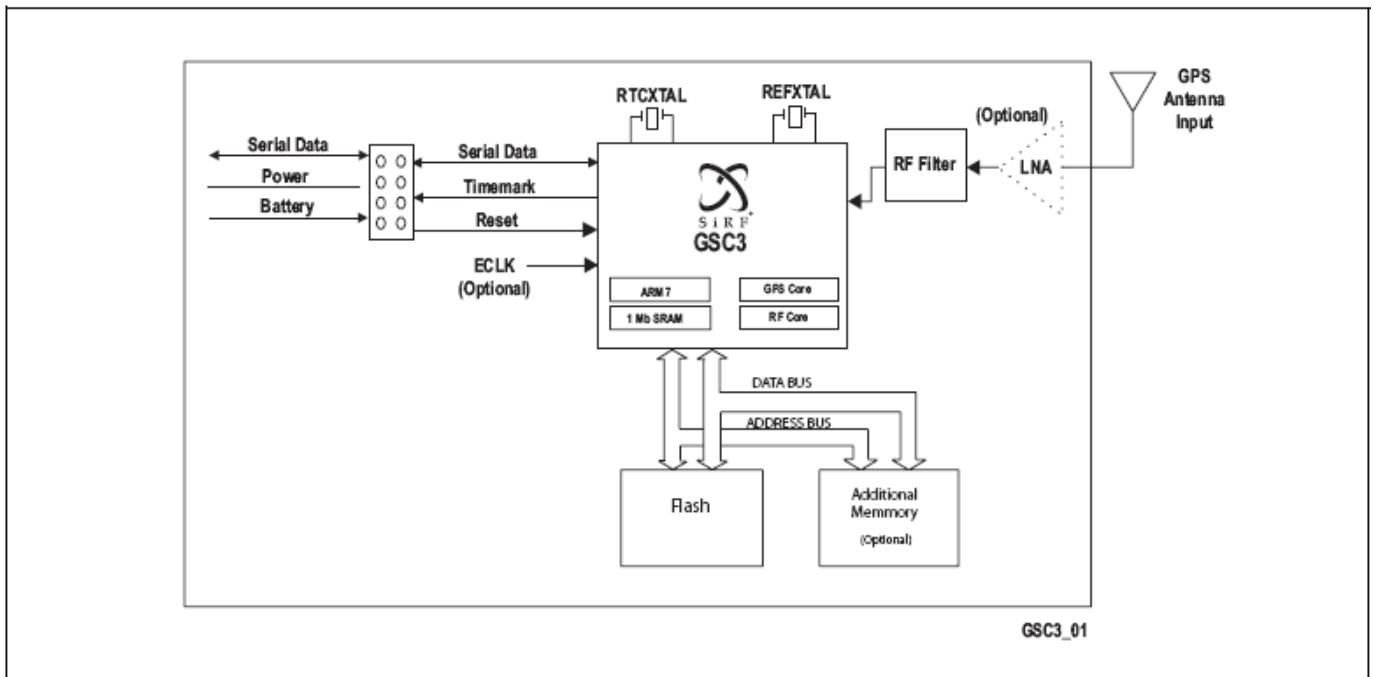 RTCXTAL
REFXTAL
GPS
Antenna
Input
(Optional)
Serial Data
Power
Battery
Serial Data
Timemark
Reset
ECLK
(Optional)
SiRF
GSC3
ARM 7
1 Mb SRAM
GPS Core
RF Core
RF Filter
LNA
DATA BUS
ADDRESS BUS
Flash
Additional
Memmory
(Optional)
GSC3_01